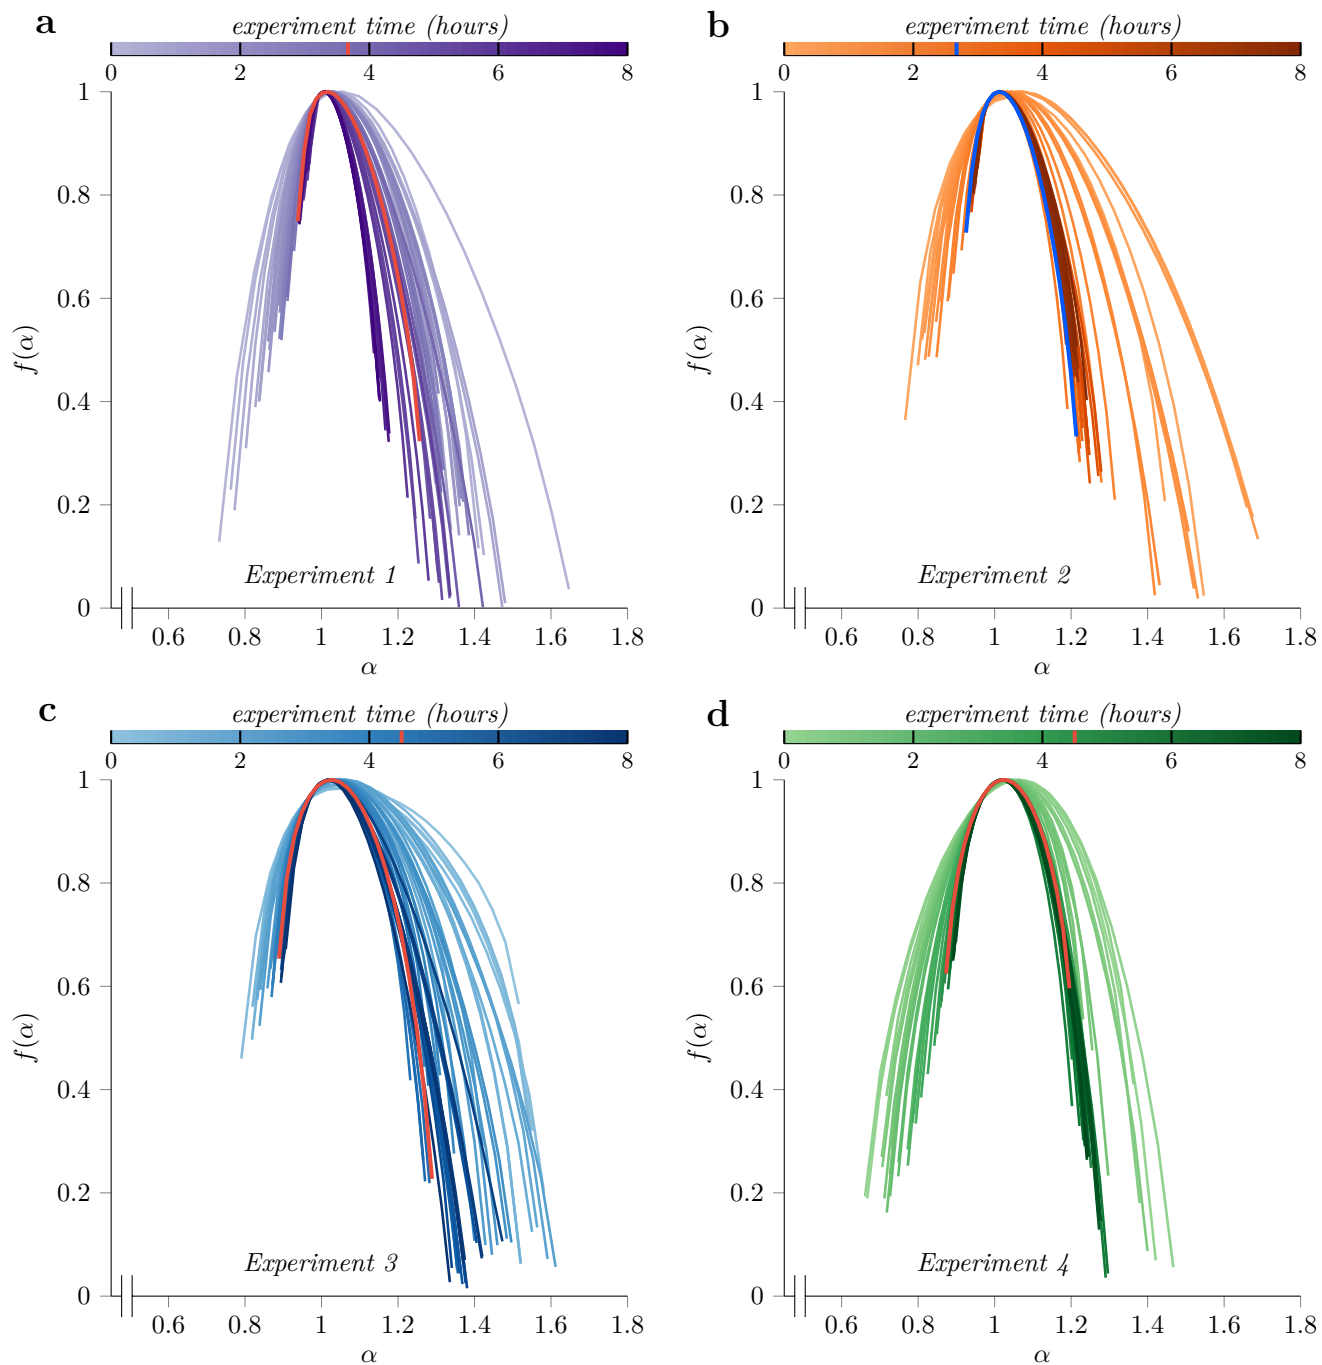 a
experiment time (hours)
0 2 4 6 8
1
0.8
0.6
0.4
0.2
0
f(α)
Experiment 1
0.6 0.8 1 1.2 1.4 1.6 1.8
α
b
experiment time (hours)
0 2 4 6 8
1
0.8
0.6
0.4
0.2
0
f(α)
Experiment 2
0.6 0.8 1 1.2 1.4 1.6 1.8
α
c
experiment time (hours)
0 2 4 6 8
1
0.8
0.6
0.4
0.2
0
f(α)
Experiment 3
0.6 0.8 1 1.2 1.4 1.6 1.8
α
d
experiment time (hours)
0 2 4 6 8
1
0.8
0.6
0.4
0.2
0
f(α)
Experiment 4
0.6 0.8 1 1.2 1.4 1.6 1.8
α